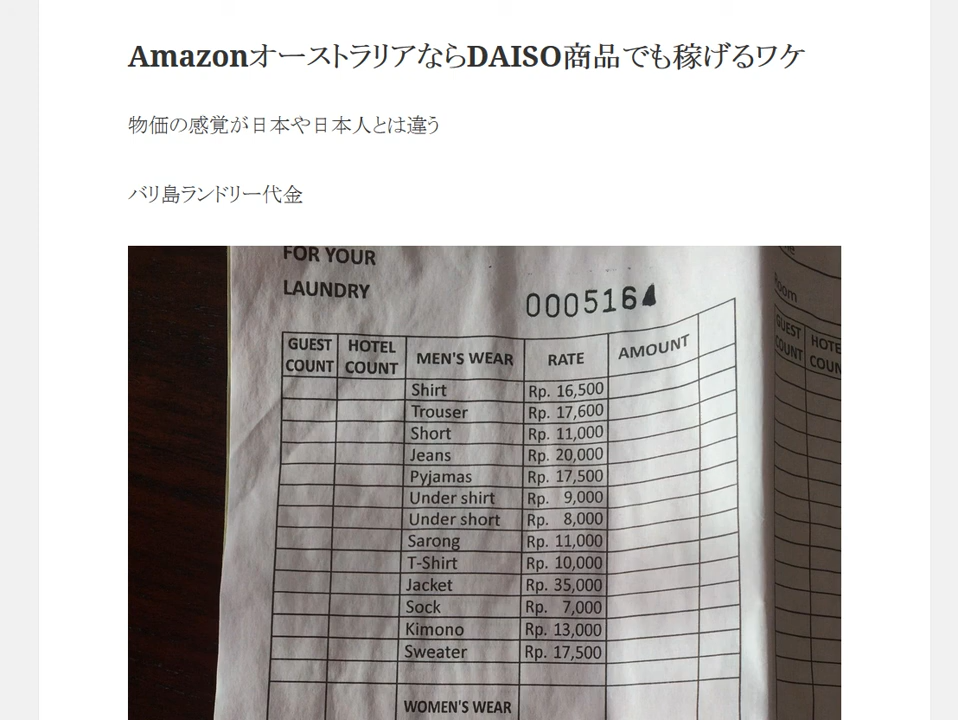 AmazonオーストラリアならDAISO商品でも稼げるワケ
物価の感覚が日本や日本人とは違う
バリ島ランドリー代金
FOR YOUR
LAUNDRY
0005164
GUEST COUNT HOTEL COUNT MEN'S WEAR RATE AMOUNT
Shirt Rp. 16,500
Trouser Rp. 17,600
Short Rp. 11,000
Jeans Rp. 20,000
Pyjamas Rp. 17,500
Under shirt Rp. 9,000
Under short Rp. 8,000
Sarong Rp. 11,000
T-Shirt Rp. 10,000
Jacket Rp. 35,000
Sock Rp. 7,000
Kimono Rp. 13,000
Sweater Rp. 17,500
WOMEN'S WEAR
Room
GUEST COUNT